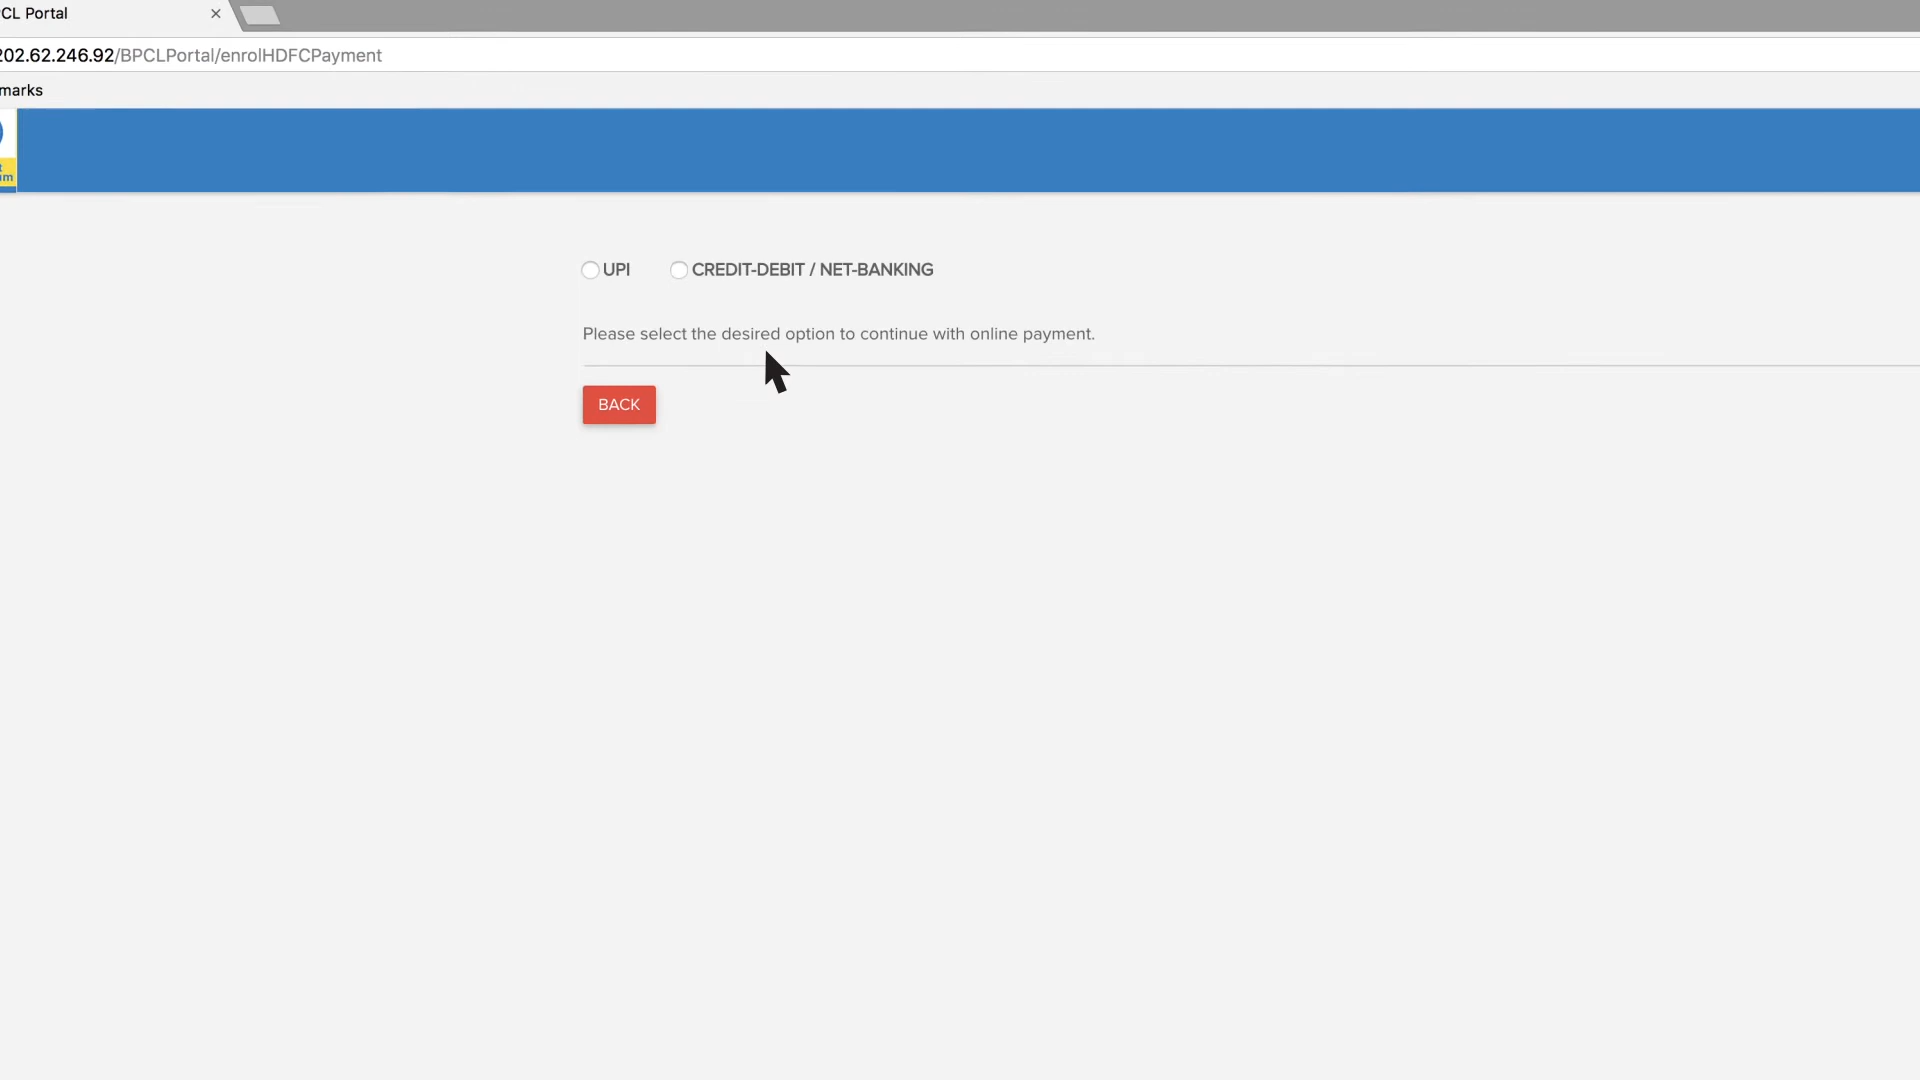 CL Portal
202.62.246.92/BPCLPortal/enrolHDFCPayment
marks
t
um
UPI
CREDIT-DEBIT / NET-BANKING
Please select the desired option to continue with online payment.
BACK